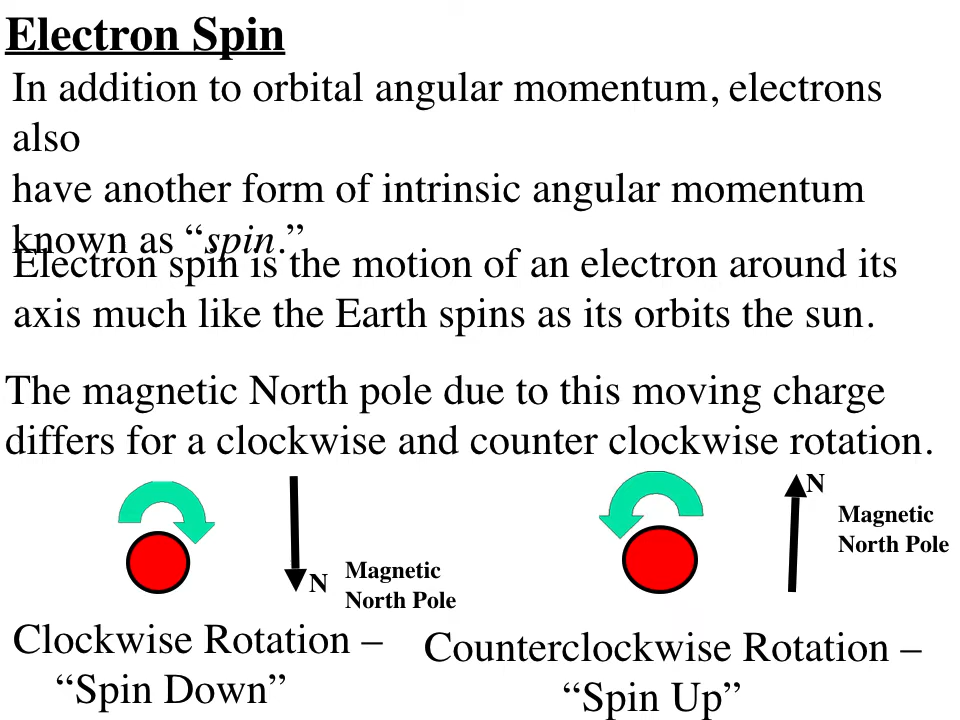 Electron Spin
In addition to orbital angular momentum, electrons
also
have another form of intrinsic angular momentum
known as “spin.”
Electron spin is the motion of an electron around its
axis much like the Earth spins as its orbits the sun.
The magnetic North pole due to this moving charge
differs for a clockwise and counter clockwise rotation.
N
Magnetic
North Pole
N
Magnetic
North Pole
Clockwise Rotation –
“Spin Down”
Counterclockwise Rotation –
“Spin Up”